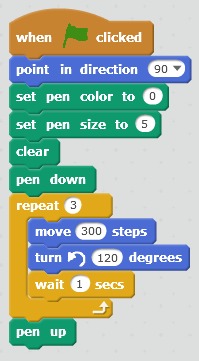 when clicked
point in direction 90
set pen color to 0
set pen size to 5
clear
pen down
repeat 3
move 300 steps
turn 120 degrees
wait 1 secs
pen up